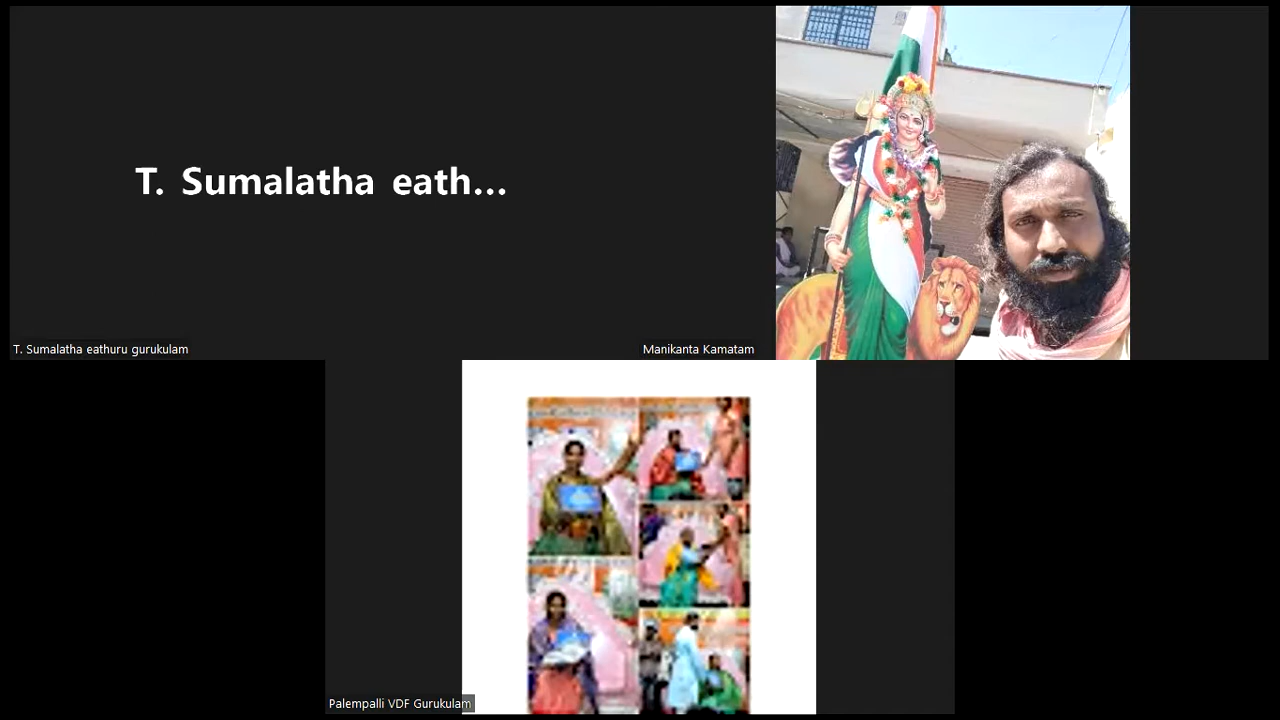 T. Sumalatha eath...
T. Sumalatha eathuru gurukulam
Manikanta Kamatam
Palempalli VDF Gurukulam